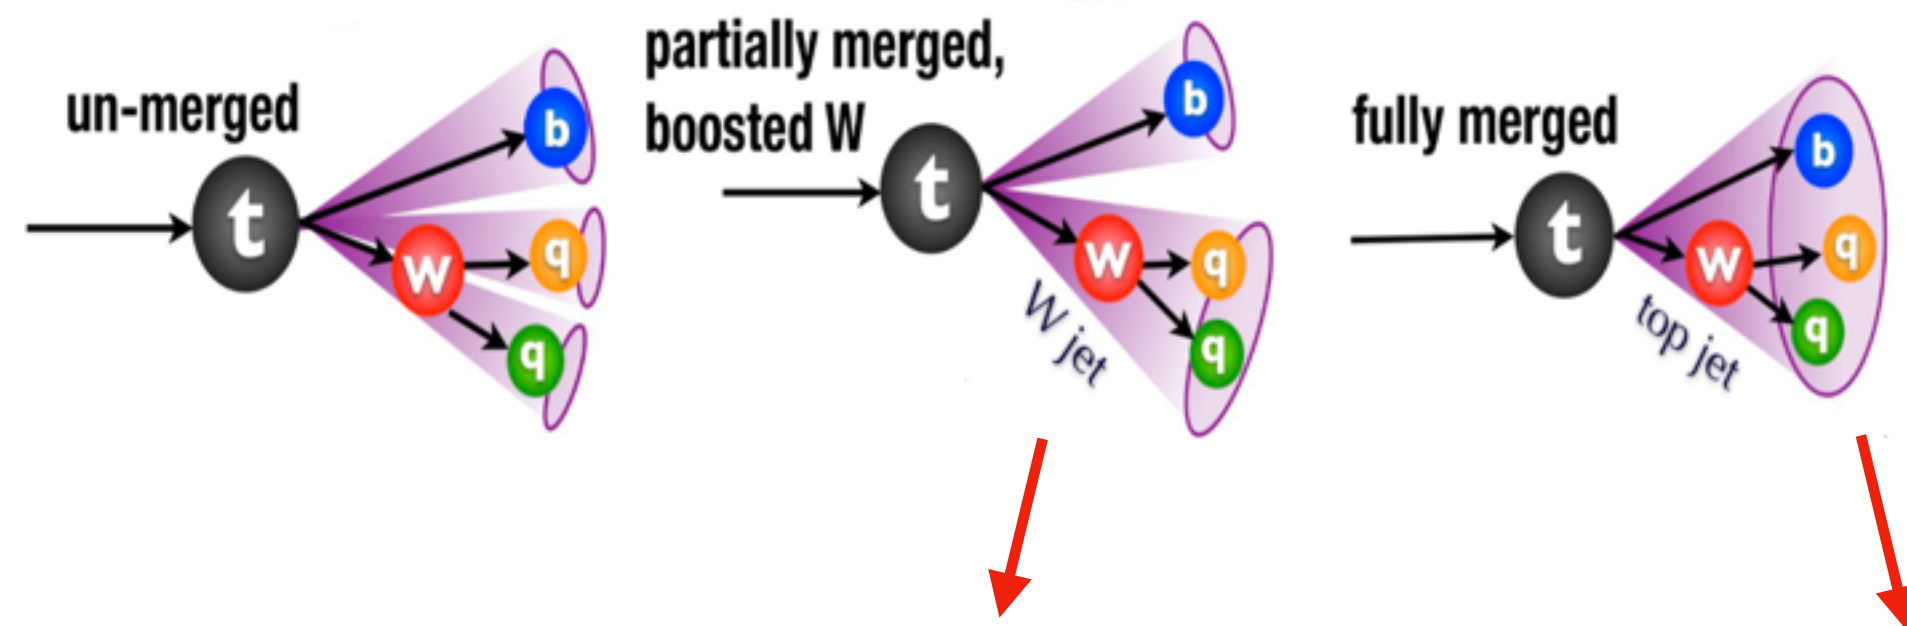 un-merged
t
b
W
q
q
partially merged,
boosted W
t
b
W
q
q
W jet
fully merged
t
b
W
q
q
top jet